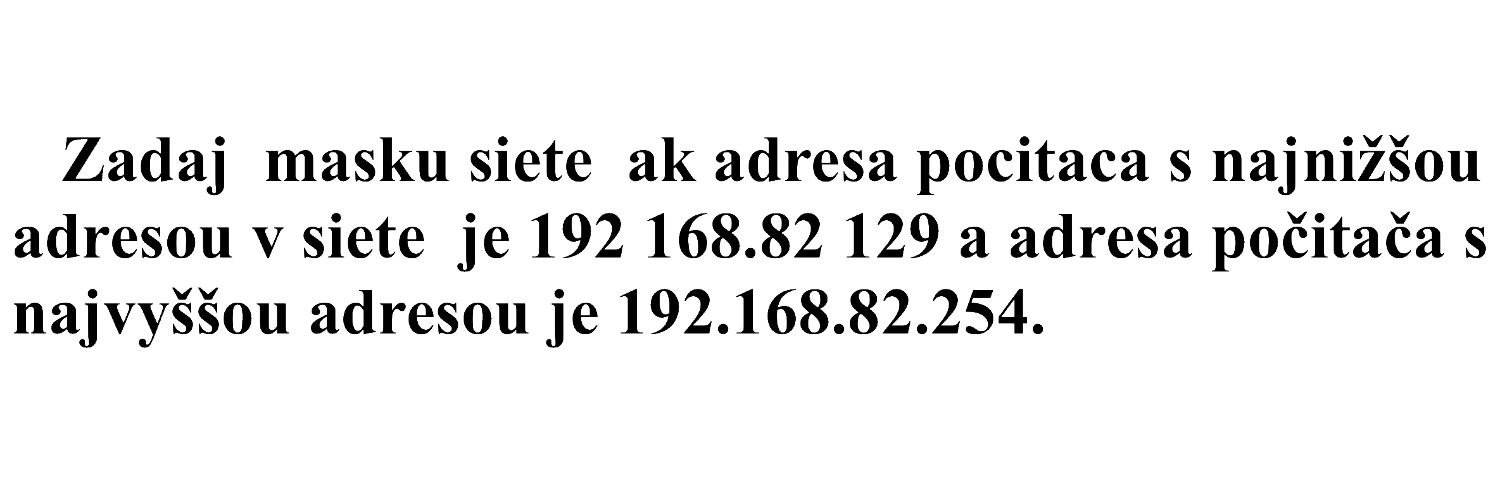 Zadaj masku siete ak adresa pocitaca s najnižšou
adresou v siete je 192 168.82 129 a adresa počitača s
najvyššou adresou je 192.168.82.254.